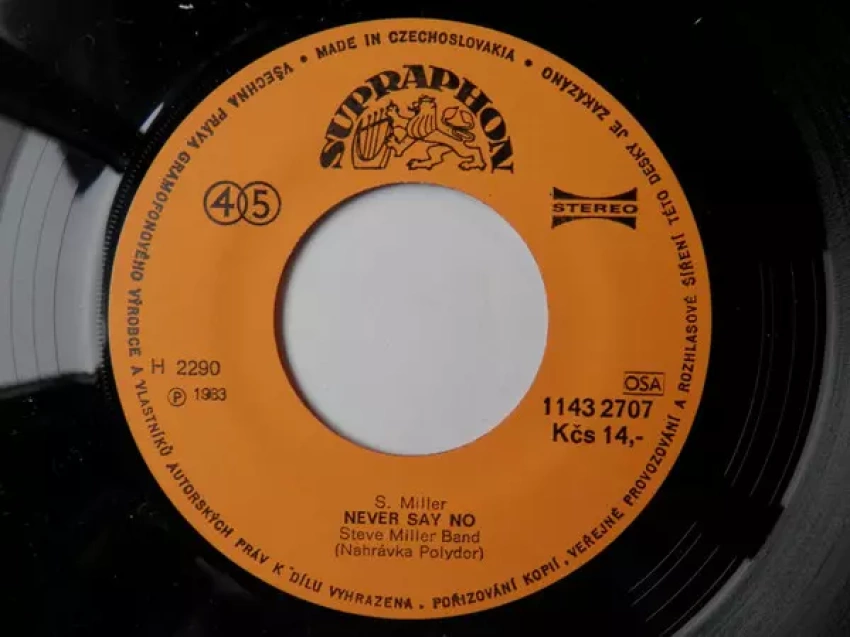 VŠECHNA PRÁVA GRAMOFONOVÉHO VÝROBCE A VLASTNÍKŮ AUTORSKÝCH PRÁV K DÍLU VYHRAZENA. POŘIZOVÁNÍ KOPIÍ, VEŘEJNÉ PROVOZOVÁNÍ A ROZHLASOVÉ ŠÍŘENÍ TÉTO DESKY JE ZAKÁZÁNO
• MADE IN CZECHOSLOVAKIA •
SUPRAPHON
45
STEREO
H 2290
Ⓟ 1983
OSA
1143 2707
Kčs 14,-
S. Miller
NEVER SAY NO
Steve Miller Band
(Nahrávka Polydor)